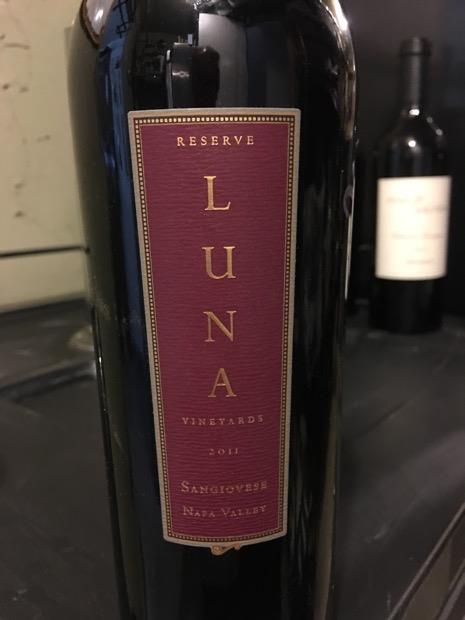 RESERVE
L
U
N
A
VINEYARDS
2011
SANGIOVESE
NAPA VALLEY